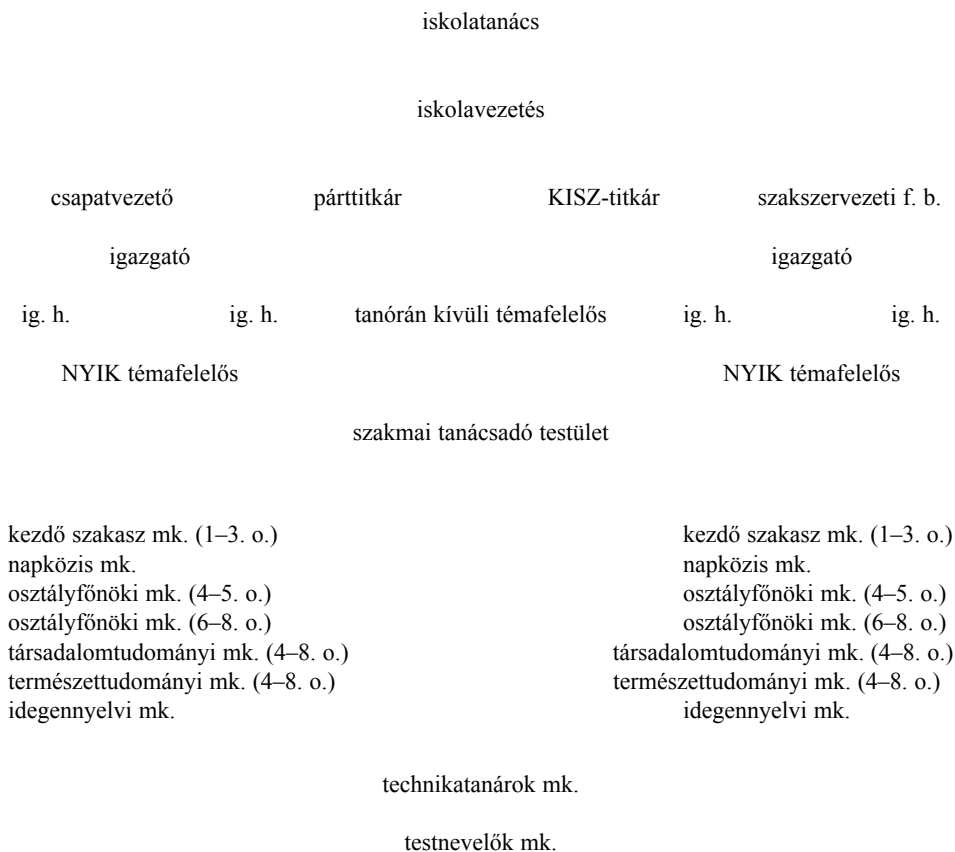 iskolatanács
iskolavezetés
csapatvezető párttitkár KISZ-titkár szakszervezeti f. b.
igazgató igazgató
ig. h. ig. h. tanórán kívüli témafelelős ig. h. ig. h.
NYIK témafelelős NYIK témafelelős
szakmai tanácsadó testület
kezdő szakasz mk. (1–3. o.) kezdő szakasz mk. (1–3. o.)
napközis mk. napközis mk.
osztályfőnöki mk. (4–5. o.) osztályfőnöki mk. (4–5. o.)
osztályfőnöki mk. (6–8. o.) osztályfőnöki mk. (6–8. o.)
társadalomtudományi mk. (4–8. o.) társadalomtudományi mk. (4–8. o.)
természettudományi mk. (4–8. o.) természettudományi mk. (4–8. o.)
idegennyelvi mk. idegennyelvi mk.
technikatanárok mk.
testnevelők mk.